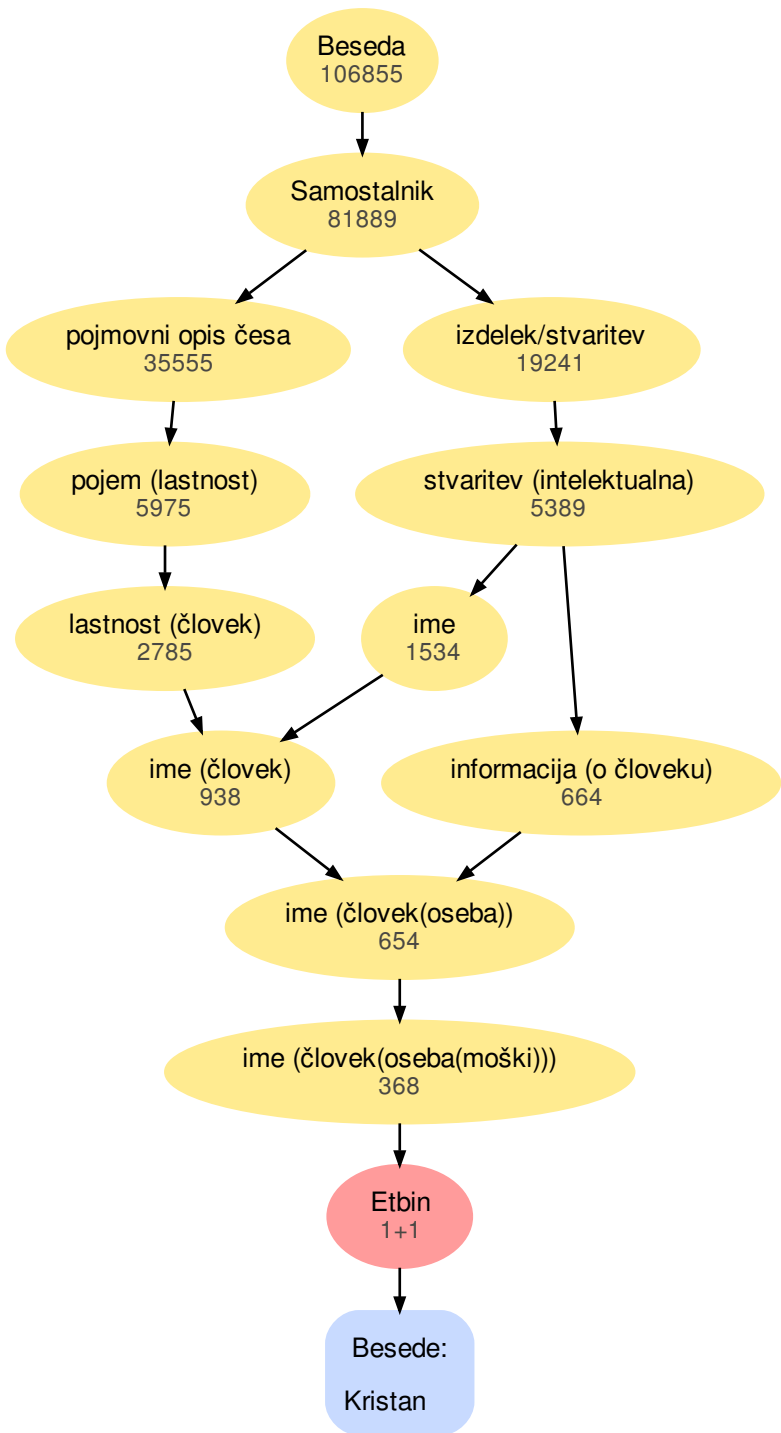 Beseda
106855
Samostalnik
81889
pojmovni opis česa
35555
izdelek/stvaritev
19241
pojem (lastnost)
5975
stvaritev (intelektualna)
5389
lastnost (človek)
2785
ime
1534
ime (človek)
938
informacija (o človeku)
664
ime (človek(oseba))
654
ime (človek(oseba(moški)))
368
Etbin
1+1
Besede:
Kristan